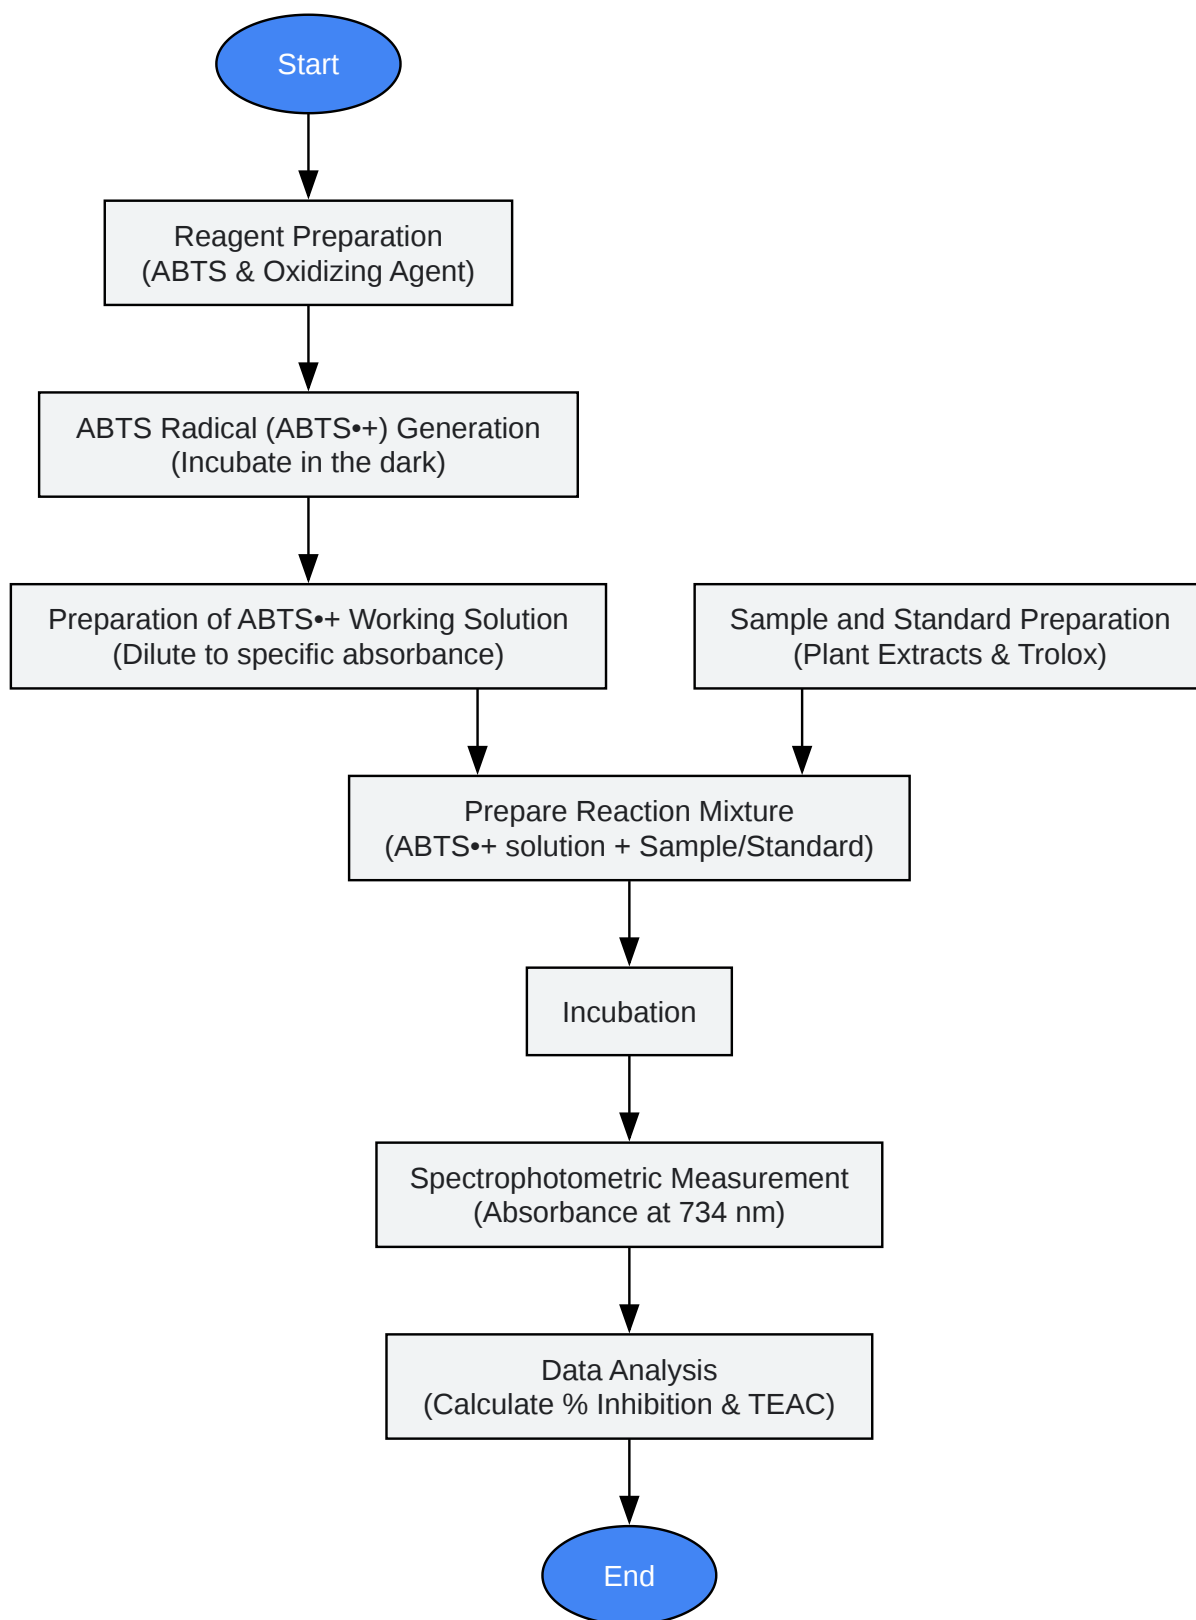 Start
Reagent Preparation
(ABTS & Oxidizing Agent)
ABTS Radical (ABTS•+) Generation
(Incubate in the dark)
Preparation of ABTS•+ Working Solution
(Dilute to specific absorbance)
Sample and Standard Preparation
(Plant Extracts & Trolox)
Prepare Reaction Mixture
(ABTS•+ solution + Sample/Standard)
Incubation
Spectrophotometric Measurement
(Absorbance at 734 nm)
Data Analysis
(Calculate % Inhibition & TEAC)
End